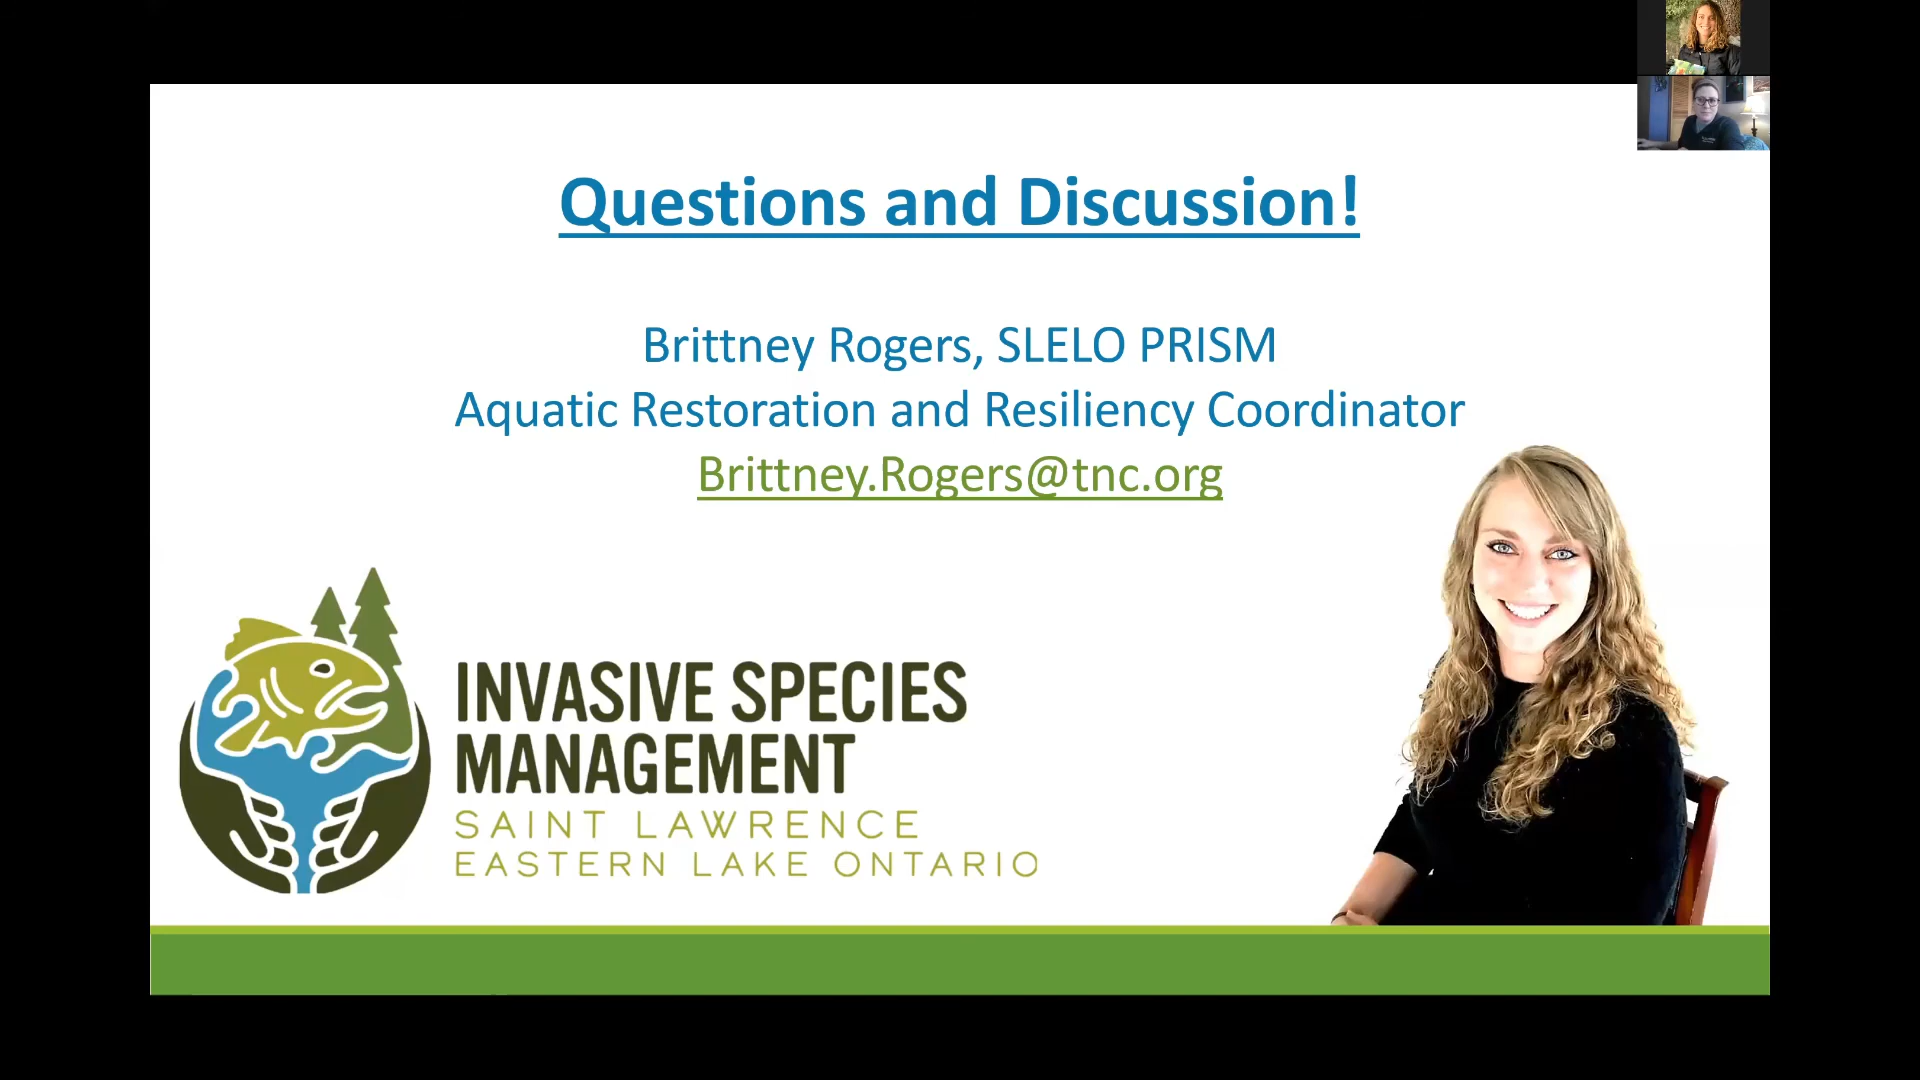 Questions and Discussion!
Brittney Rogers, SLELO PRISM
Aquatic Restoration and Resiliency Coordinator
Brittney.Rogers@tnc.org
INVASIVE SPECIES
MANAGEMENT
SAINT LAWRENCE
EASTERN LAKE ONTARIO